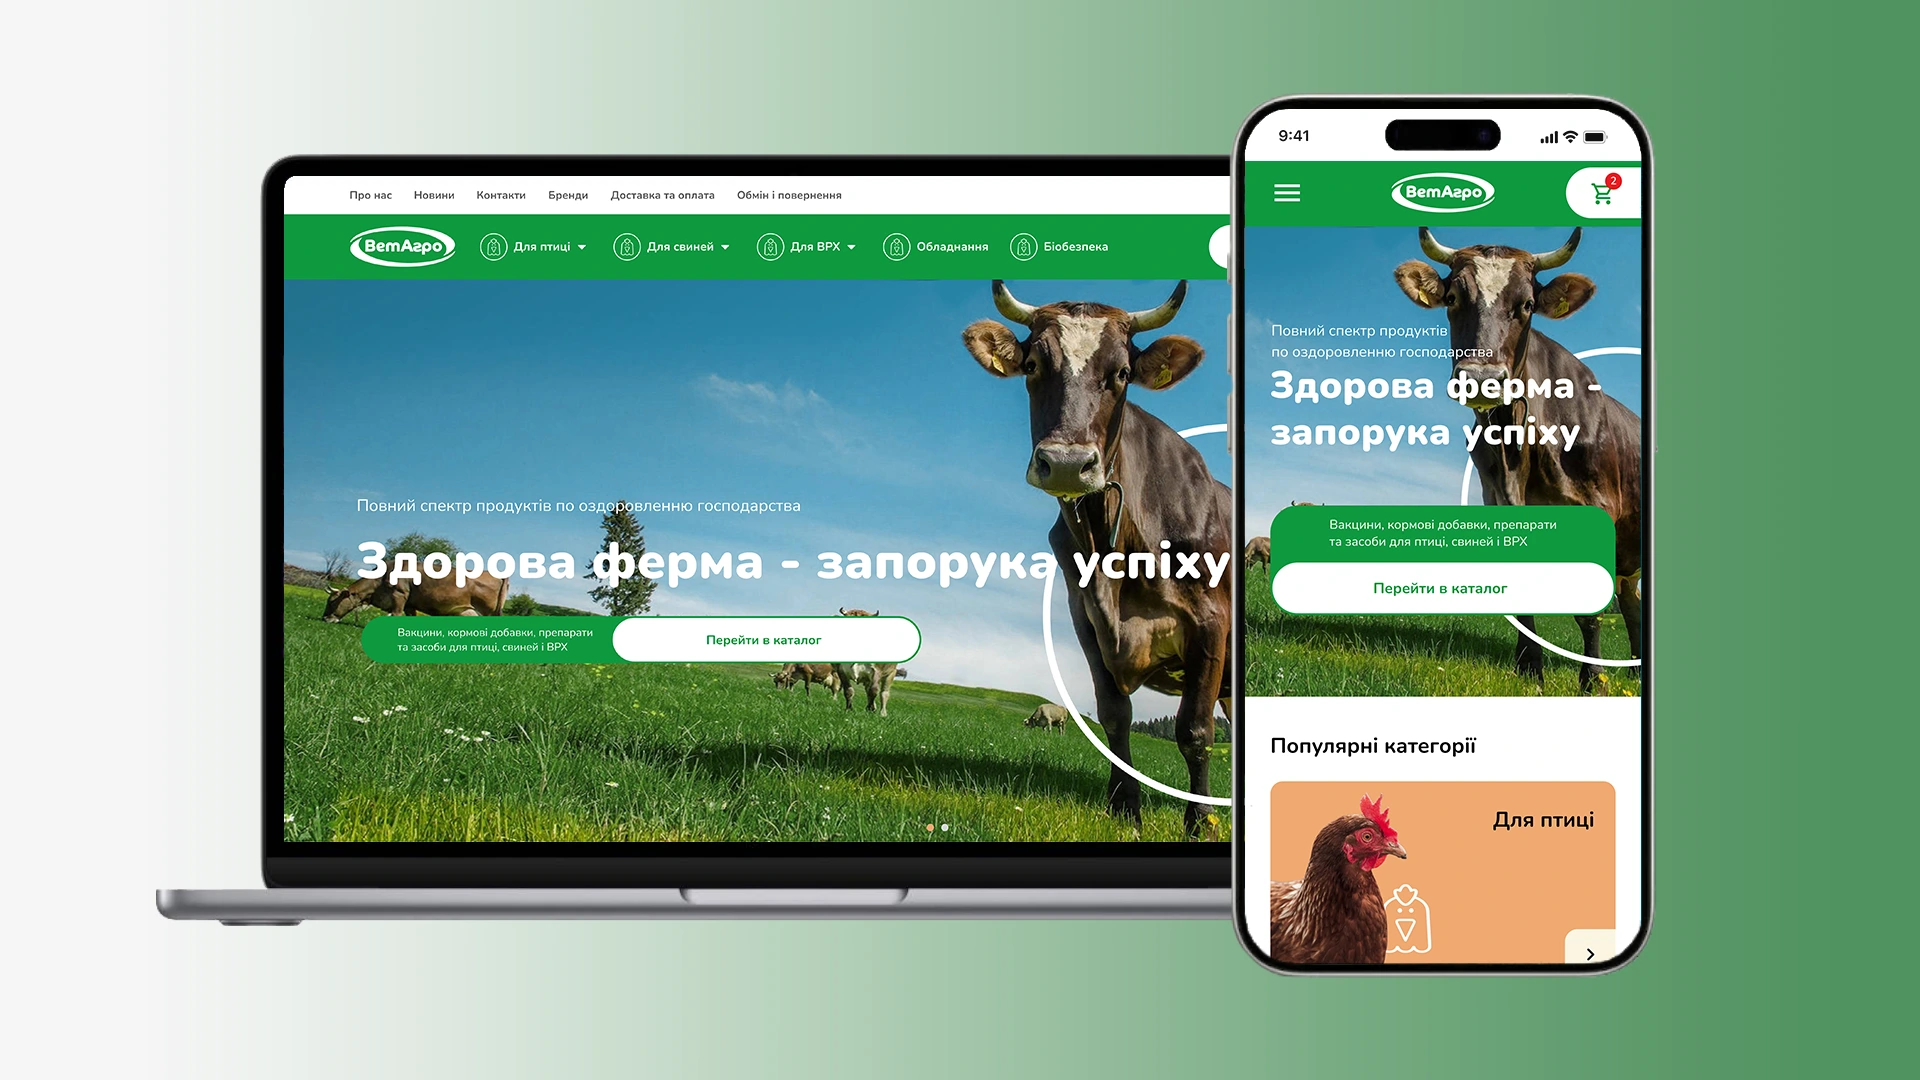 Про нас Новини Контакти Бренди Доставка та оплата Обмін і повернення
ВетАгро Для птиці Для свиней Для ВРХ Обладнання Біобезпека
Повний спектр продуктів по оздоровленню господарства
Здорова ферма - запорука успіху
Вакцини, кормові добавки, препарати
та засоби для птиці, свиней і ВРХ
Перейти в каталог
9:41
ВетАгро 2
Повний спектр продуктів
по оздоровленню господарства
Здорова ферма -
запорука успіху
Вакцини, кормові добавки, препарати
та засоби для птиці, свиней і ВРХ
Перейти в каталог
Популярні категорії
Для птиці